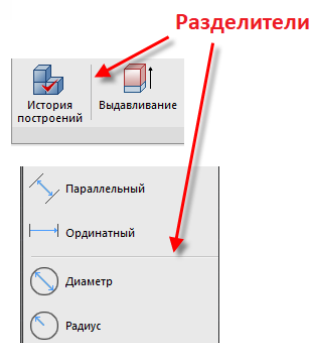 Разделители
История
построений
Выдавливание
Параллельный
Ординатный
Диаметр
Радиус